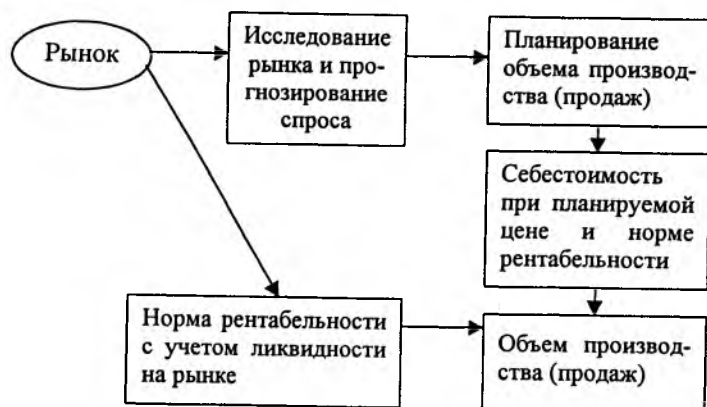 Рынок
Исследование
рынка и про-
гнозирование
спроса
Планирование
объема производ-
ства (продаж)
Себестоимость
при планируемой
цене и норме
рентабельности
Норма рентабельности
с учетом ликвидности
на рынке
Объем производ-
ства (продаж)